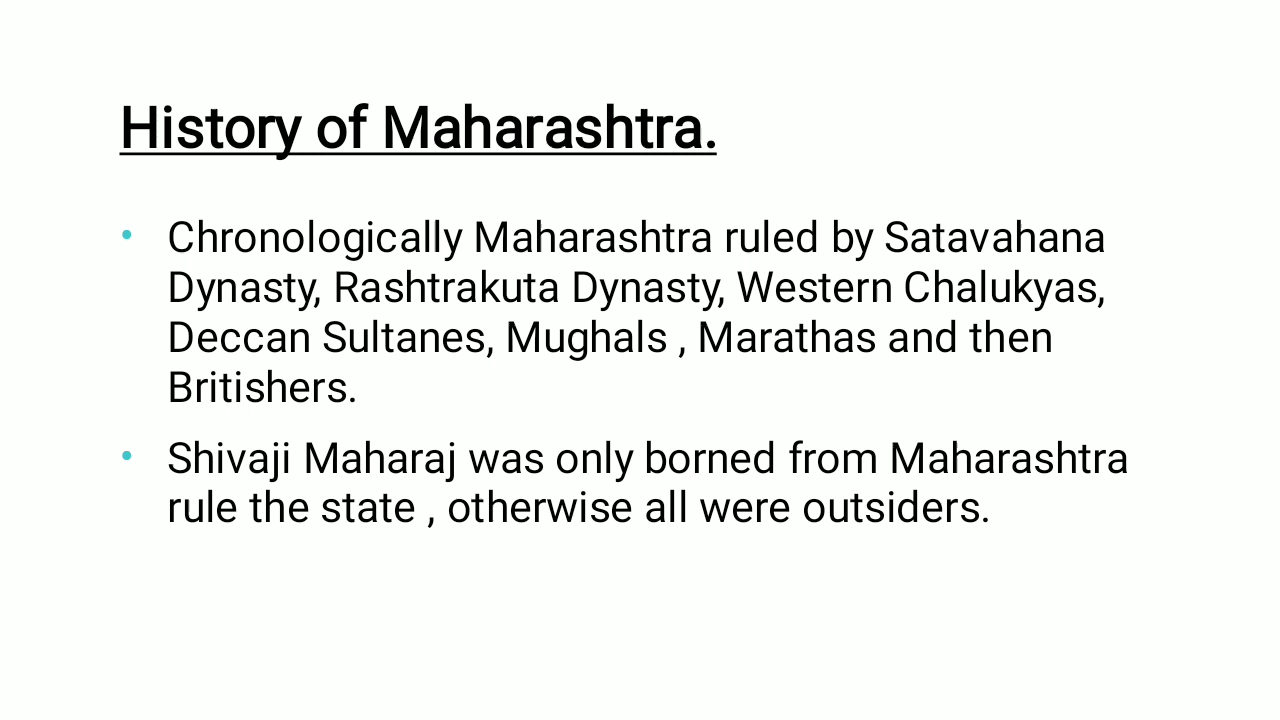 History of Maharashtra.
• Chronologically Maharashtra ruled by Satavahana
Dynasty, Rashtrakuta Dynasty, Western Chalukyas,
Deccan Sultanes, Mughals , Marathas and then
Britishers.
• Shivaji Maharaj was only borned from Maharashtra
rule the state , otherwise all were outsiders.